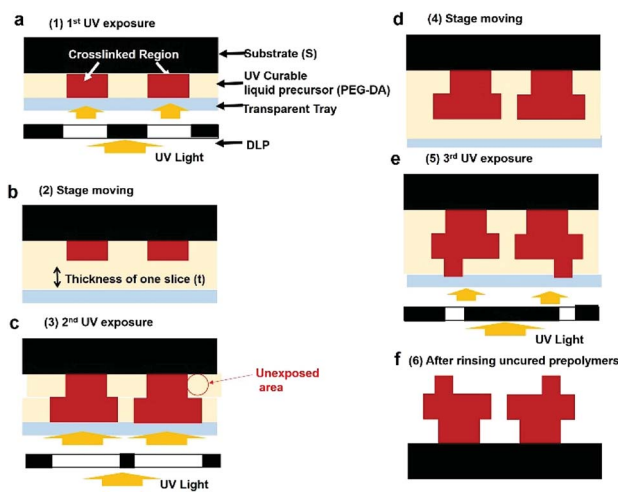 a
(1) 1st UV exposure
Crosslinked Region
Substrate (S)
UV Curable
liquid precursor (PEG-DA)
Transparent Tray
DLP
UV Light
b
(2) Stage moving
Thickness of one slice (t)
c
(3) 2nd UV exposure
Unexposed
area
UV Light
d
(4) Stage moving
e
(5) 3rd UV exposure
UV Light
f
(6) After rinsing uncured prepolymers